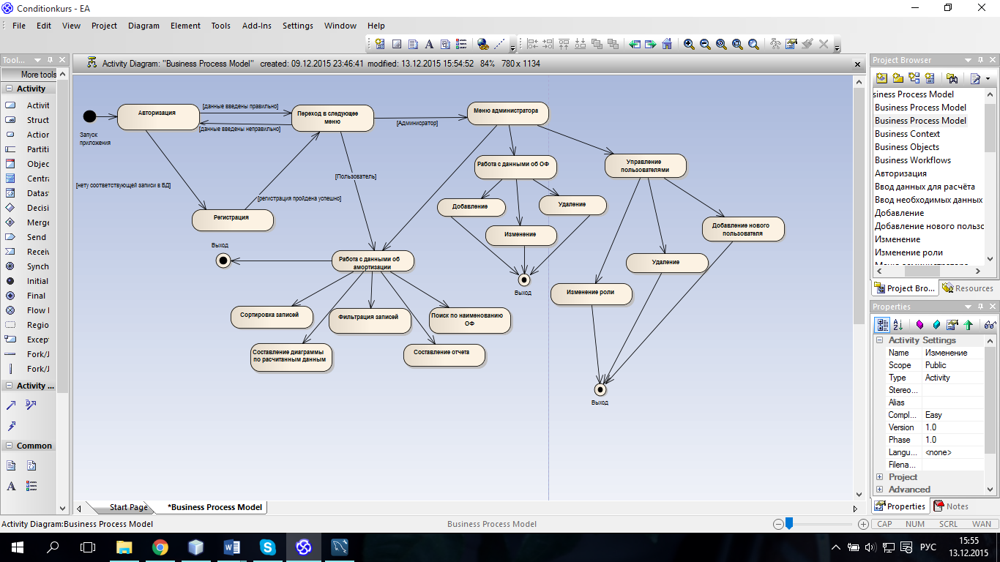 Conditionkurs - EA
File Edit View Project Diagram Element Tools Add-Ins Settings Window Help
Tool...
More tools
Activity
Activit
Struct
Action
Partiti
Objec
Centra
Datas
Decisi
Merge
Send
Receiv
Synch
Initial
Final
Flow
Regio
Excep
Fork/J
Fork/J
Activity ...
Common
Activity Diagram: "Business Process Model" created: 09.12.2015 23:46:41 modified: 13.12.2015 15:54:52 84% 780 x 1134
Запуск
приложения
Авторизация
[данные введены правильно]
[данные введены неправильно]
Переход в следующее
меню
[Админсратор]
Меню администратора
[нету соответствующей записи в БД]
Регистрация
[регистрация пройдена успешно]
[Пользователь]
Работа с данными об ОФ
Управление
пользователями
Добавление
Удаление
Изменение
Выход
Добавление нового
пользователя
Удаление
Изменение роли
Выход
Выход
Работа с данными об
амортизации
Сортировка записей
Фильтрация записей
Поиск по наименованию
ОФ
Составление диаграммы
по расчитанным данным
Составление отчета
Start Page
*Business Process Model
Project Browser
siness Process Model
Business Process Model
Business Process Model
Business Context
Business Objects
Business Workflows
Авторизация
Ввод данных для расчёта
Ввод необходимых данных
Добавление
Добавление нового пользс
Изменение
Изменение роли
Меню администратора
Project Bro...
Resources
Properties
Activity Settings
Name Изменение
Scope Public
Type Activity
Stereo...
Alias
Compl... Easy
Version 1.0
Phase 1.0
Langu... <none>
Filena...
Project
Advanced
Properties
Notes
Activity Diagram:Business Process Model
Business Process Model
CAP NUM SCRL WAN
РУС
15:55
13.12.2015